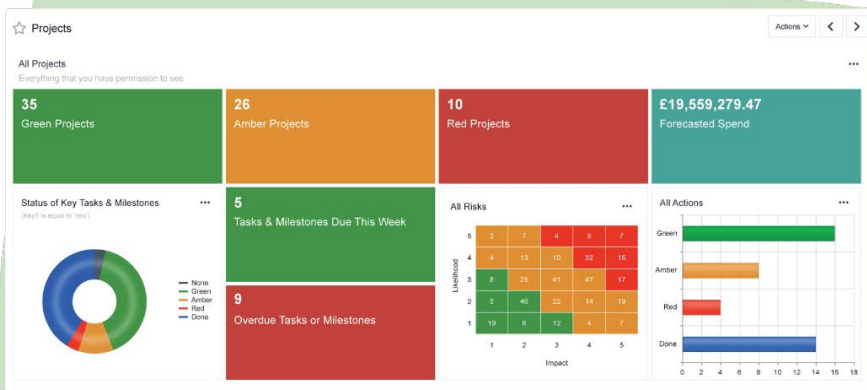 Projects
Actions
All Projects
Everything that you have permission to see
35
Green Projects
26
Amber Projects
10
Red Projects
£19,559,279.47
Forecasted Spend
Status of Key Tasks & Milestones
(Key? is equal to 'Yes')
None
Green
Amber
Red
Done
5
Tasks & Milestones Due This Week
9
Overdue Tasks or Milestones
All Risks
Likelihood
5 2 7 4 9 7
4 4 13 10 32 15
3 8 25 41 47 17
2 3 46 22 14 19
1 19 8 12 4 7
1 2 3 4 5
Impact
All Actions
Green
Amber
Red
Done
0 2 4 6 8 10 12 14 16 18